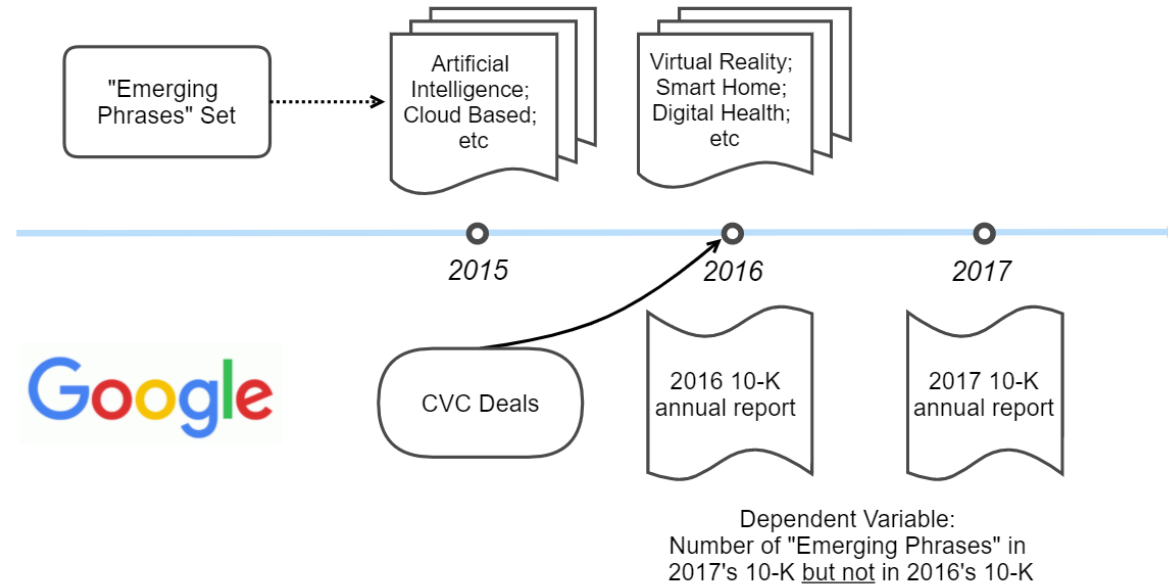 "Emerging
Phrases" Set
Artificial
Intelligence;
Cloud Based;
etc
Virtual Reality;
Smart Home;
Digital Health;
etc
2015
2016
2017
Google
CVC Deals
2016 10-K
annual report
2017 10-K
annual report
Dependent Variable:
Number of "Emerging Phrases" in
2017's 10-K but not in 2016's 10-K